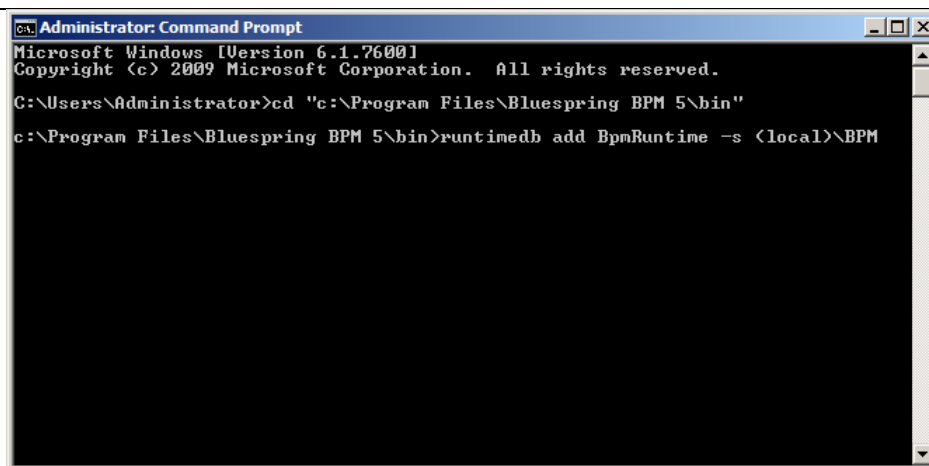 Administrator: Command Prompt
Microsoft Windows [Version 6.1.7600]
Copyright (c) 2009 Microsoft Corporation.  All rights reserved.
C:\Users\Administrator>cd "c:\Program Files\Bluespring BPM 5\bin"
c:\Program Files\Bluespring BPM 5\bin>runtimedb add BpmRuntime -s (local)\BPM